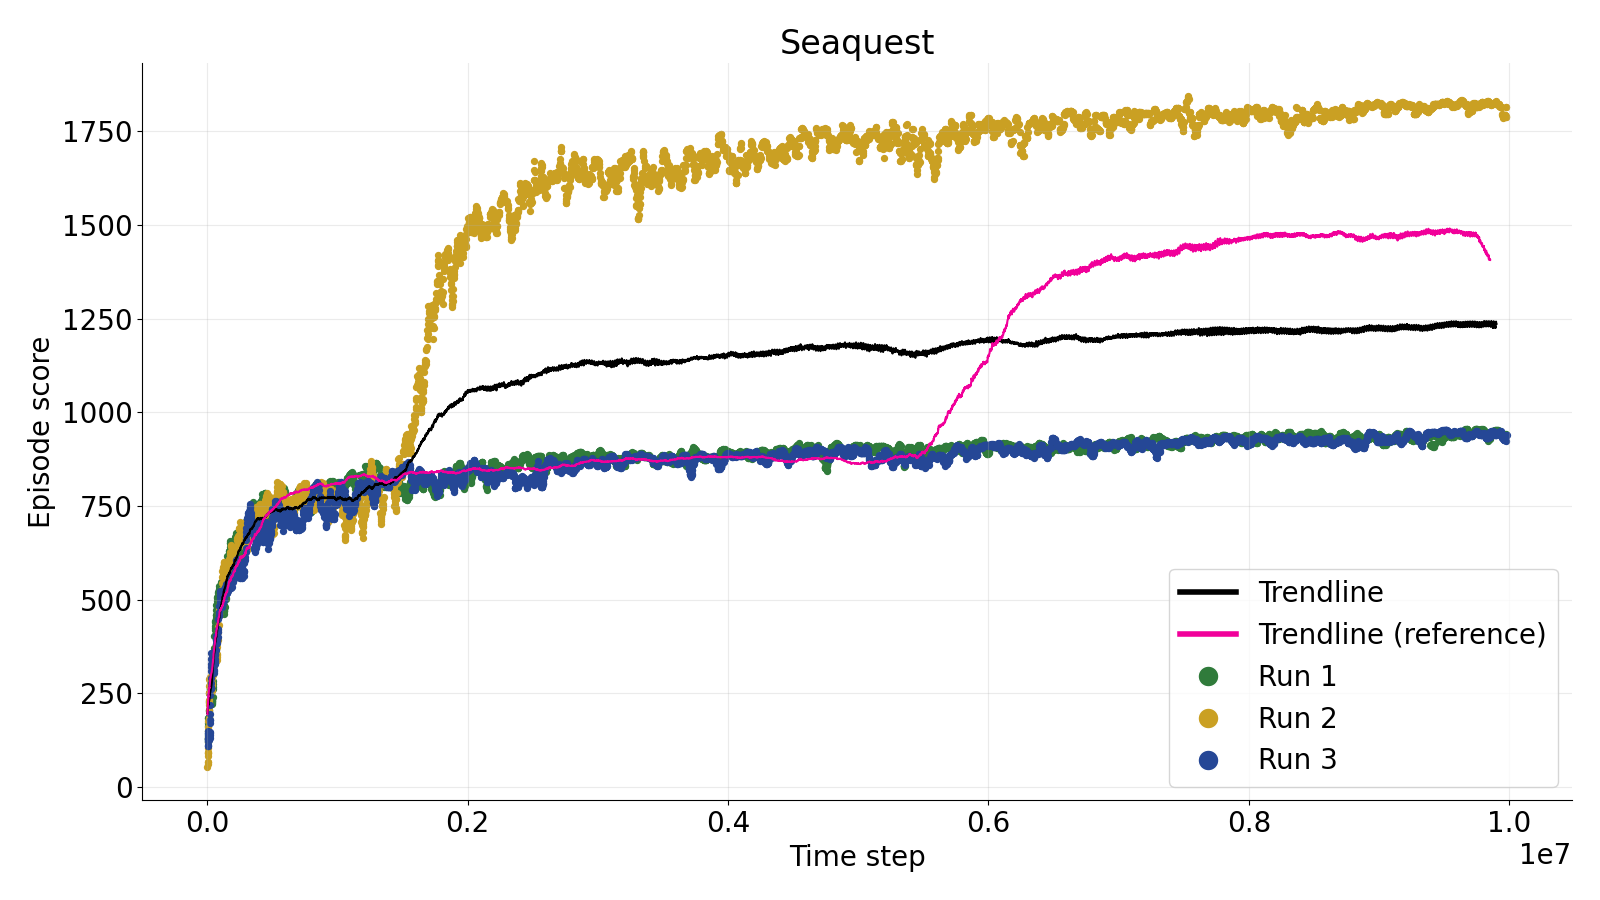 Seaquest
Episode score
1750
1500
1250
1000
750
500
250
0
0.0 0.2 0.4 0.6 0.8 1.0
1e7
Time step
Trendline
Trendline (reference)
Run 1
Run 2
Run 3